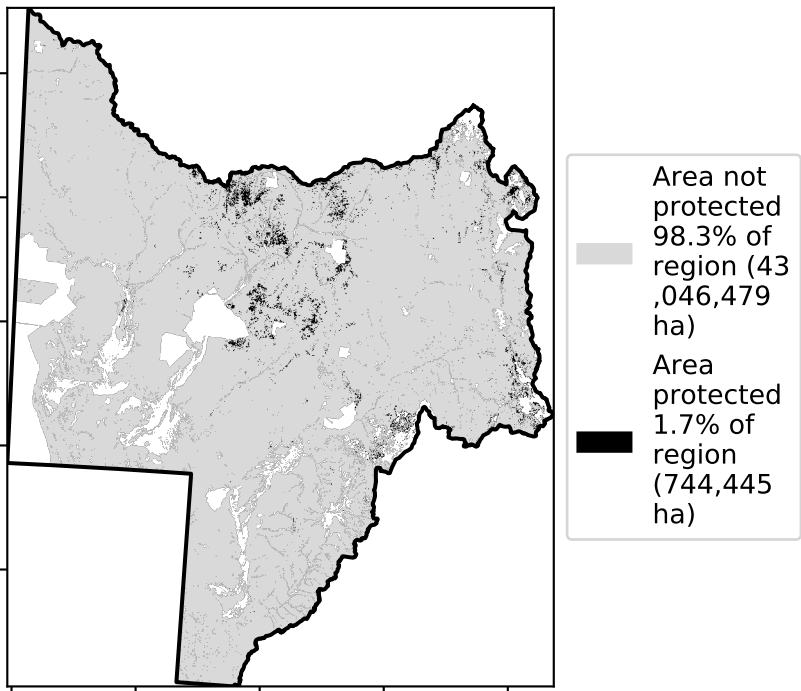 Area not
protected
98.3% of
region (43
,046,479
ha)
Area
protected
1.7% of
region
(744,445
ha)